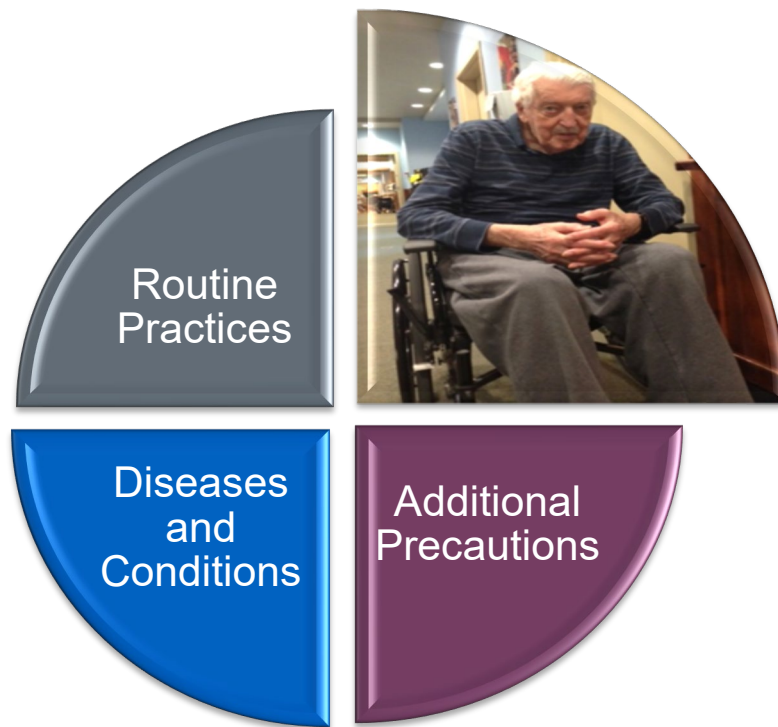 Routine
Practices
Diseases
and
Conditions
Additional
Precautions